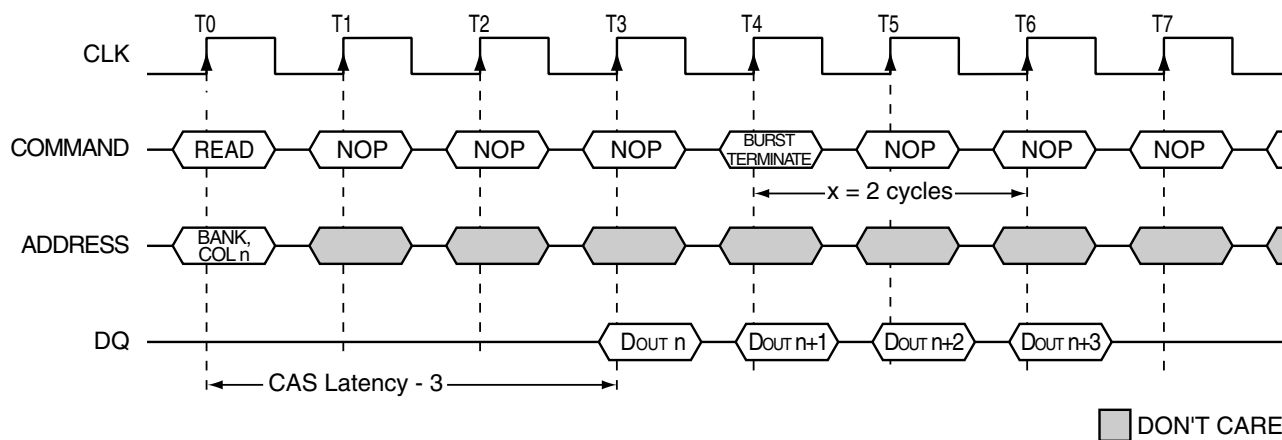 T0 T1 T2 T3 T4 T5 T6 T7
CLK
COMMAND READ NOP NOP NOP BURST TERMINATE NOP NOP NOP
x = 2 cycles
ADDRESS BANK, COL n
DQ DOUT n DOUT n+1 DOUT n+2 DOUT n+3
CAS Latency - 3
DON'T CARE